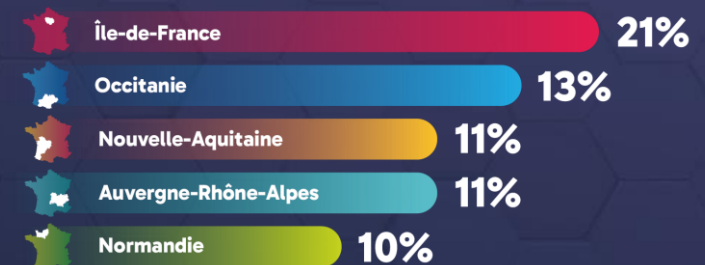 Île-de-France 21%
Occitanie 13%
Nouvelle-Aquitaine 11%
Auvergne-Rhône-Alpes 11%
Normandie 10%